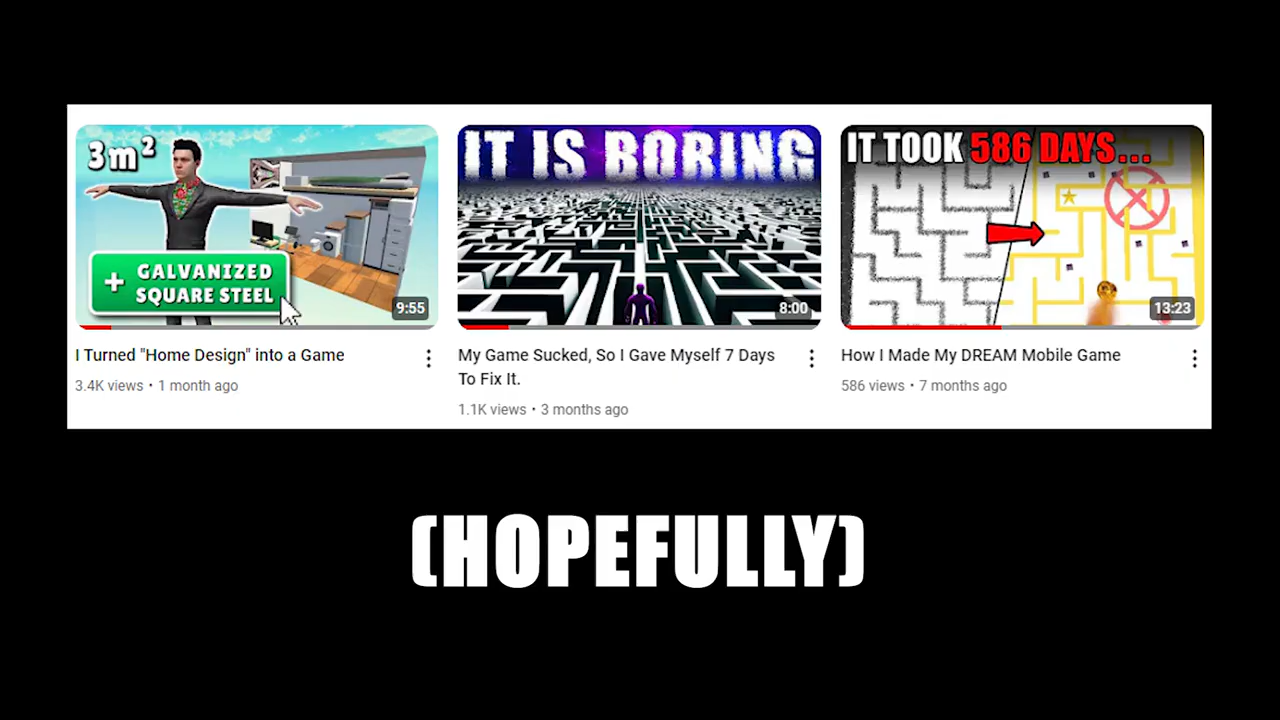 3m²
+ GALVANIZED
SQUARE STEEL
9:55
I Turned "Home Design" into a Game
3.4K views • 1 month ago
IT IS BORING
8:00
My Game Sucked, So I Gave Myself 7 Days
To Fix It.
1.1K views • 3 months ago
IT TOOK 586 DAYS...
13:23
How I Made My DREAM Mobile Game
586 views • 7 months ago
(HOPEFULLY)